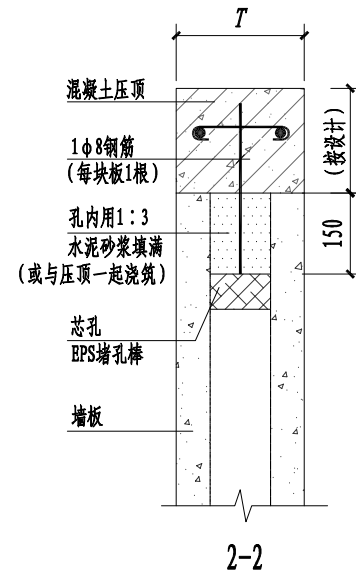 T
混凝土压顶
1ф8钢筋
(每块板1根)
(按设计)
孔内用1：3
水泥砂浆填满
(或与压顶一起浇筑)
150
芯孔
EPS堵孔棒
墙板
2-2